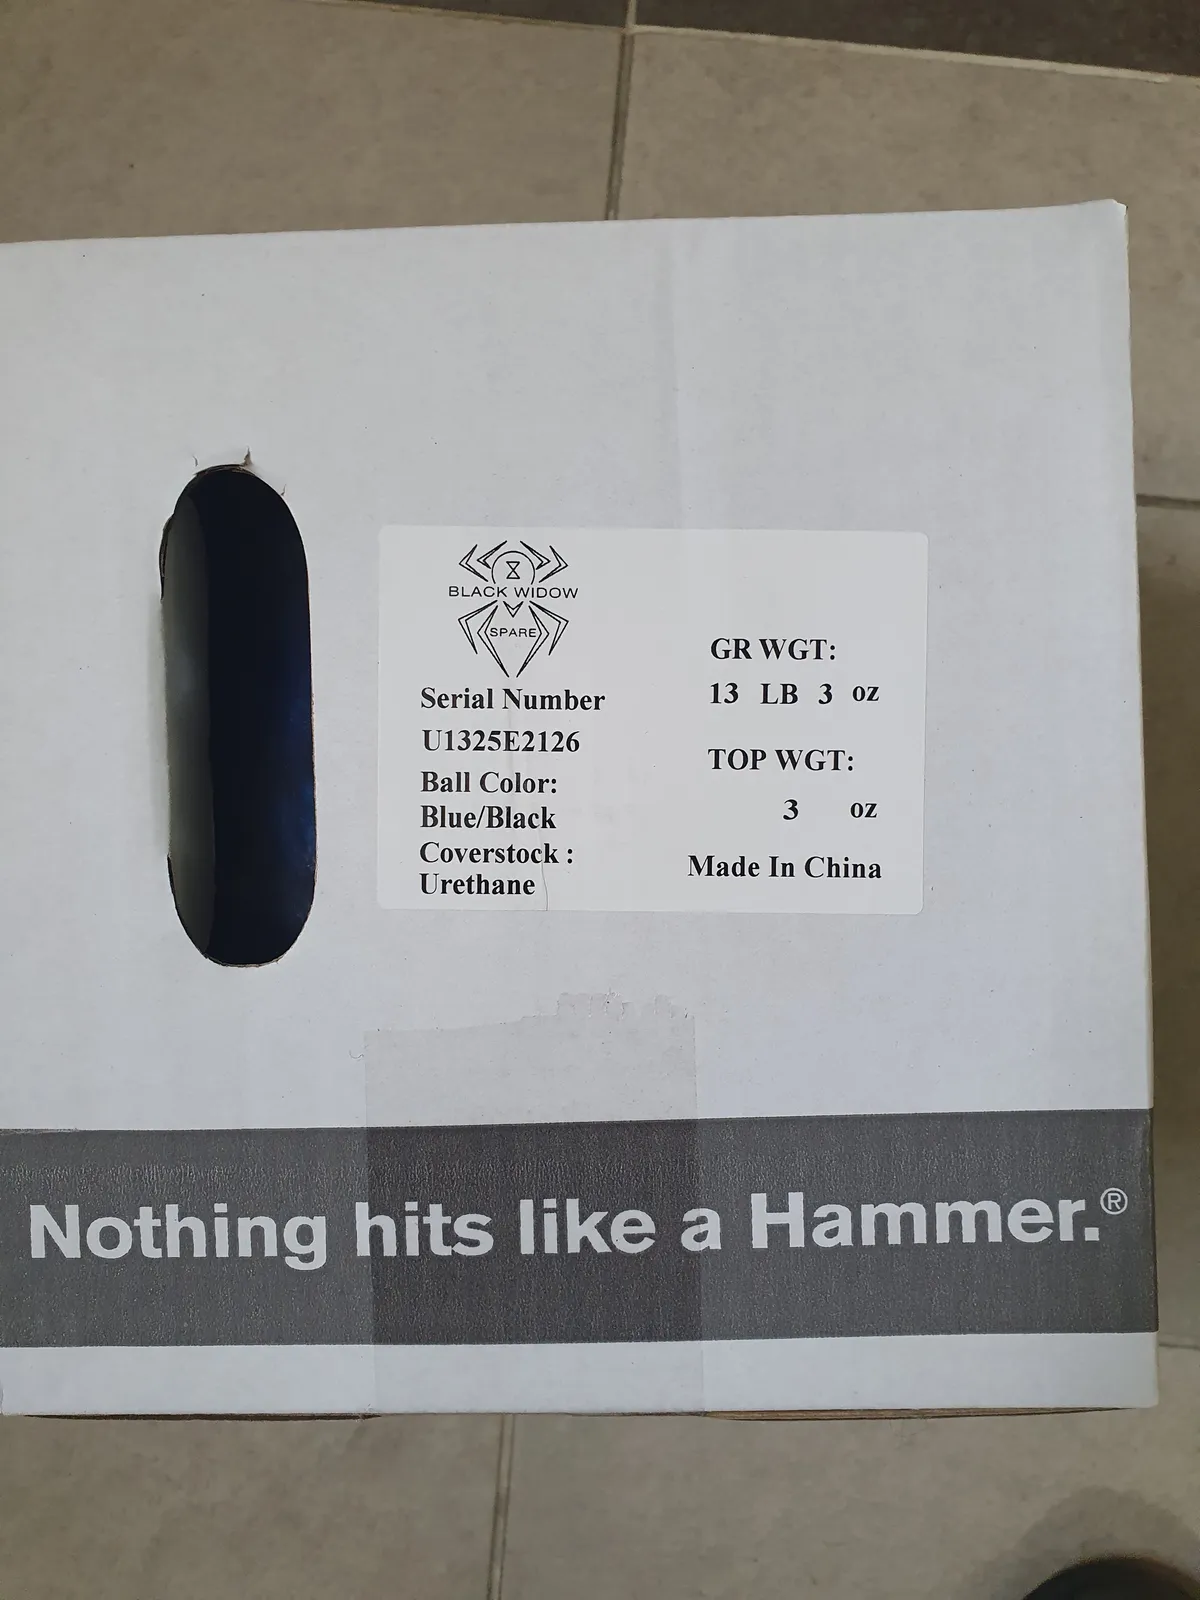 BLACK WIDOW
SPARE
Serial Number
U1325E2126
Ball Color:
Blue/Black
Coverstock :
Urethane
GR WGT:
13 LB 3 oz
TOP WGT:
3 oz
Made In China
Nothing hits like a Hammer.®